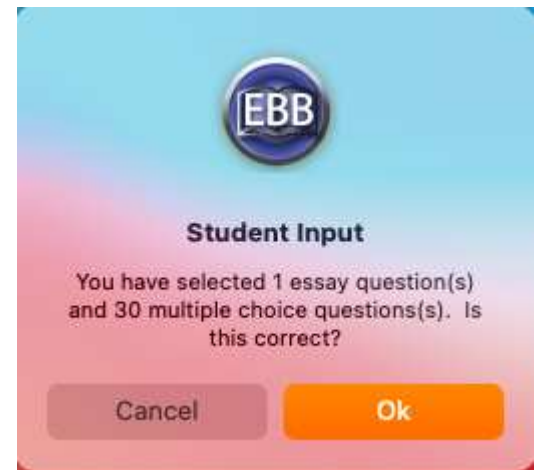 EBB
Student Input
You have selected 1 essay question(s)
and 30 multiple choice questions(s).  Is
this correct?
Cancel
Ok